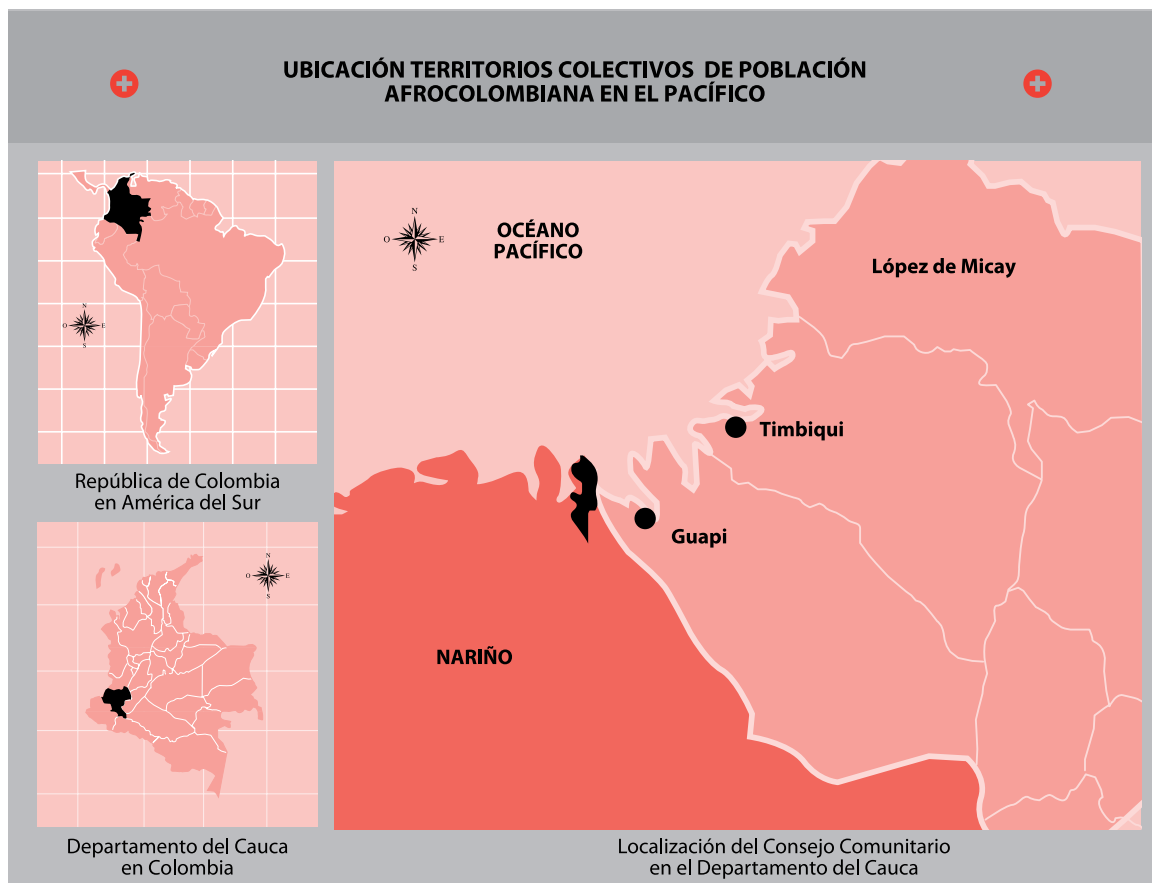 UBICACIÓN TERRITORIOS COLECTIVOS DE POBLACIÓN
AFROCOLOMBIANA EN EL PACÍFICO
N
O E
S
República de Colombia
en América del Sur
N
O E
S
Departamento del Cauca
en Colombia
N
O E
S
OCÉANO
PACÍFICO
López de Micay
Timbiqui
Guapi
NARIÑO
Localización del Consejo Comunitario
en el Departamento del Cauca